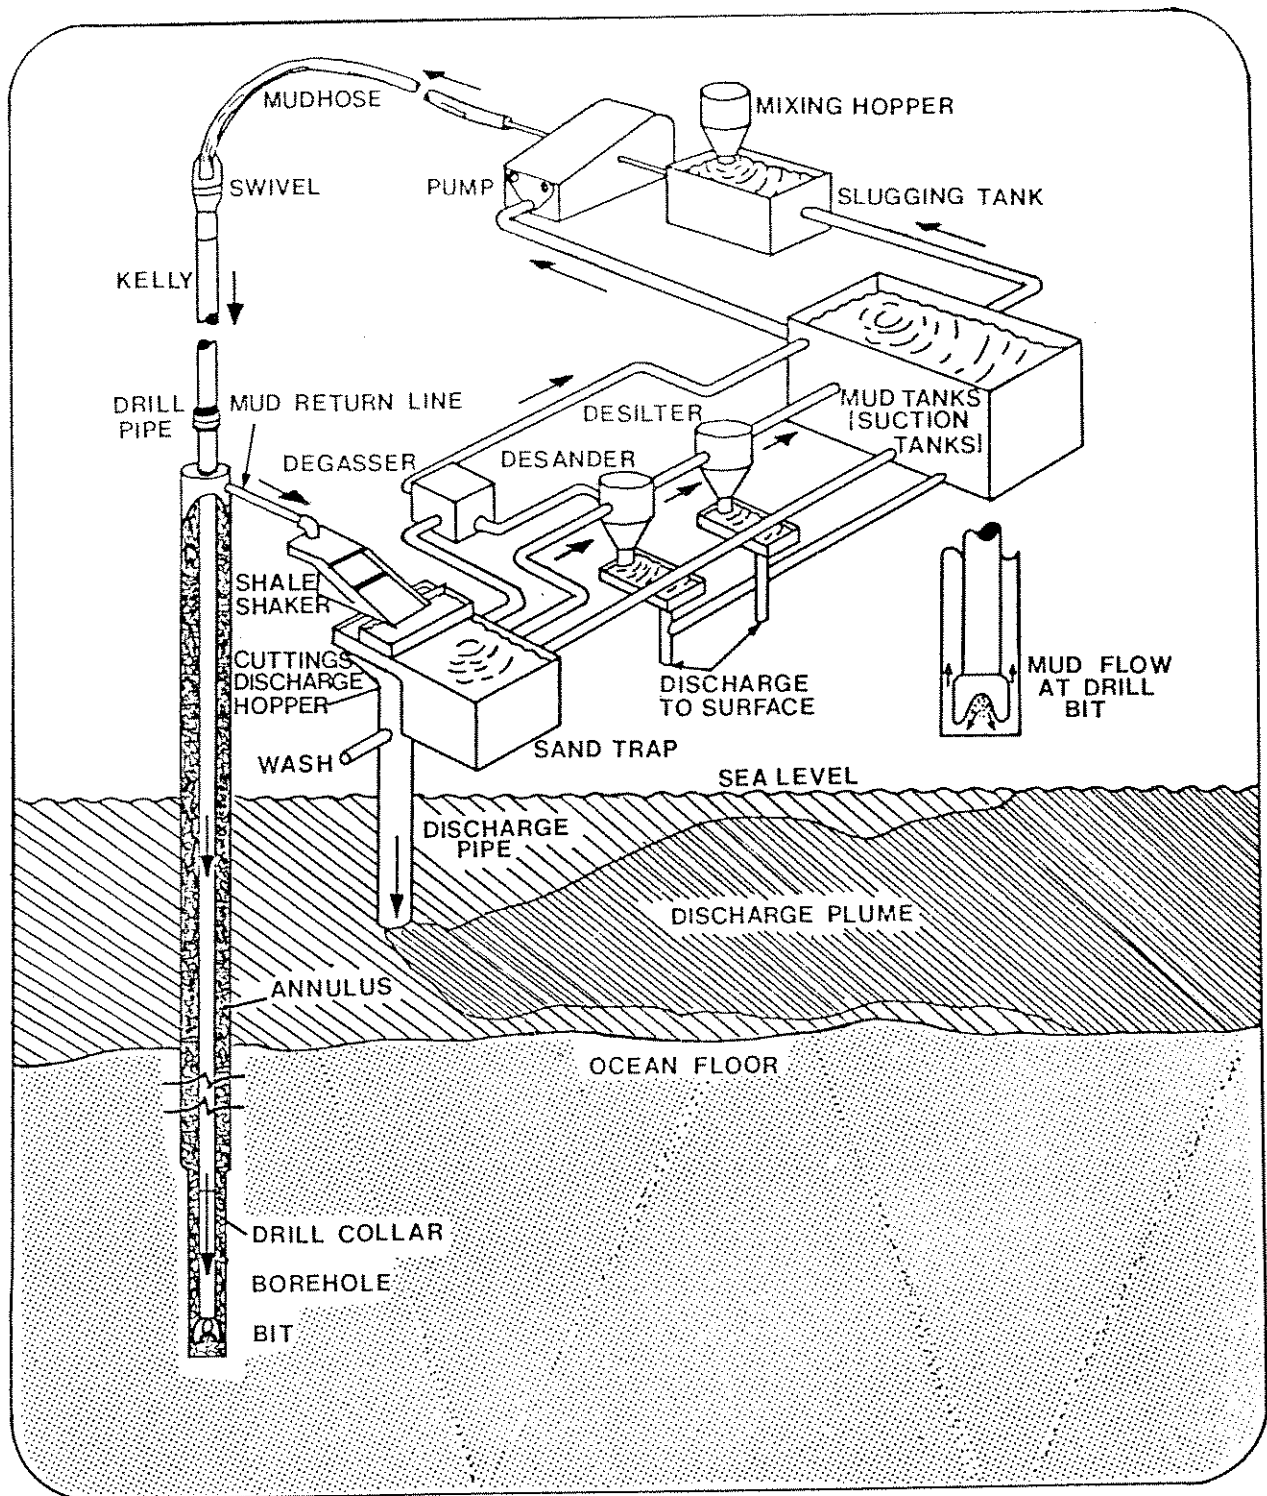 MUDHOSE
MIXING HOPPER
SWIVEL
PUMP
SLUGGING TANK
KELLY
DRILL
PIPE
MUD RETURN LINE
DEGASSER
DESANDER
DESILTER
MUD TANKS
[SUCTION
TANKS]
SHALE
SHAKER
CUTTINGS
DISCHARGE
HOPPER
WASH
SAND TRAP
DISCHARGE
TO SURFACE
MUD FLOW
AT DRILL
BIT
SEA LEVEL
DISCHARGE
PIPE
DISCHARGE PLUME
ANNULUS
OCEAN FLOOR
DRILL COLLAR
BOREHOLE
BIT